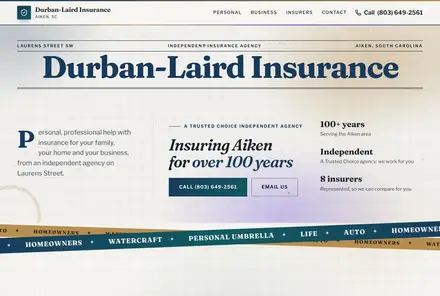 Durban-Laird Insurance
AIKEN, SC
PERSONAL BUSINESS INSURERS CONTACT Call (803) 649-2561
LAURENS STREET SW INDEPENDENT INSURANCE AGENCY AIKEN, SOUTH CAROLINA
Durban-Laird Insurance
Personal, professional help with
insurance for your family,
your home and your business,
from an independent agency on
Laurens Street.
A TRUSTED CHOICE INDEPENDENT AGENCY
Insuring Aiken
for over 100 years
CALL (803) 649-2561 EMAIL US
100+ years
Serving the Aiken area
Independent
A Trusted Choice agency: we work for you
8 insurers
Represented, so we can compare for you
HOMEOWNERS WATERCRAFT PERSONAL UMBRELLA LIFE AUTO HOMEOWNERS
HOMEOWNERS
HOMEOWNERS